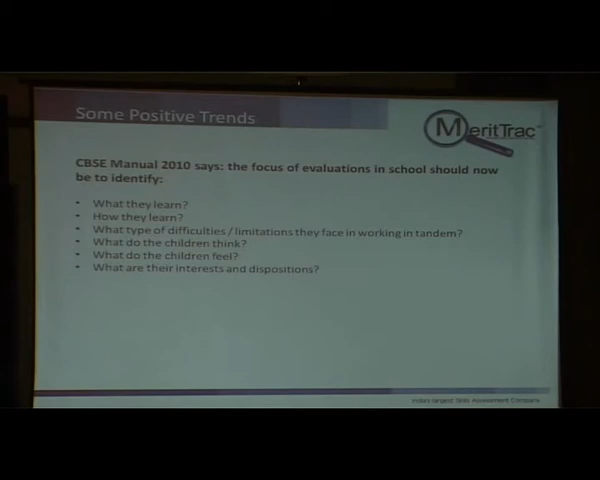 Some Positive Trends
MeritTrac™
CBSE Manual 2010 says: the focus of evaluations in school should now
be to identify:
• What they learn?
• How they learn?
• What type of difficulties / limitations they face in working in tandem?
• What do the children think?
• What do the children feel?
• What are their interests and dispositions?
India's largest Skills Assessment Company